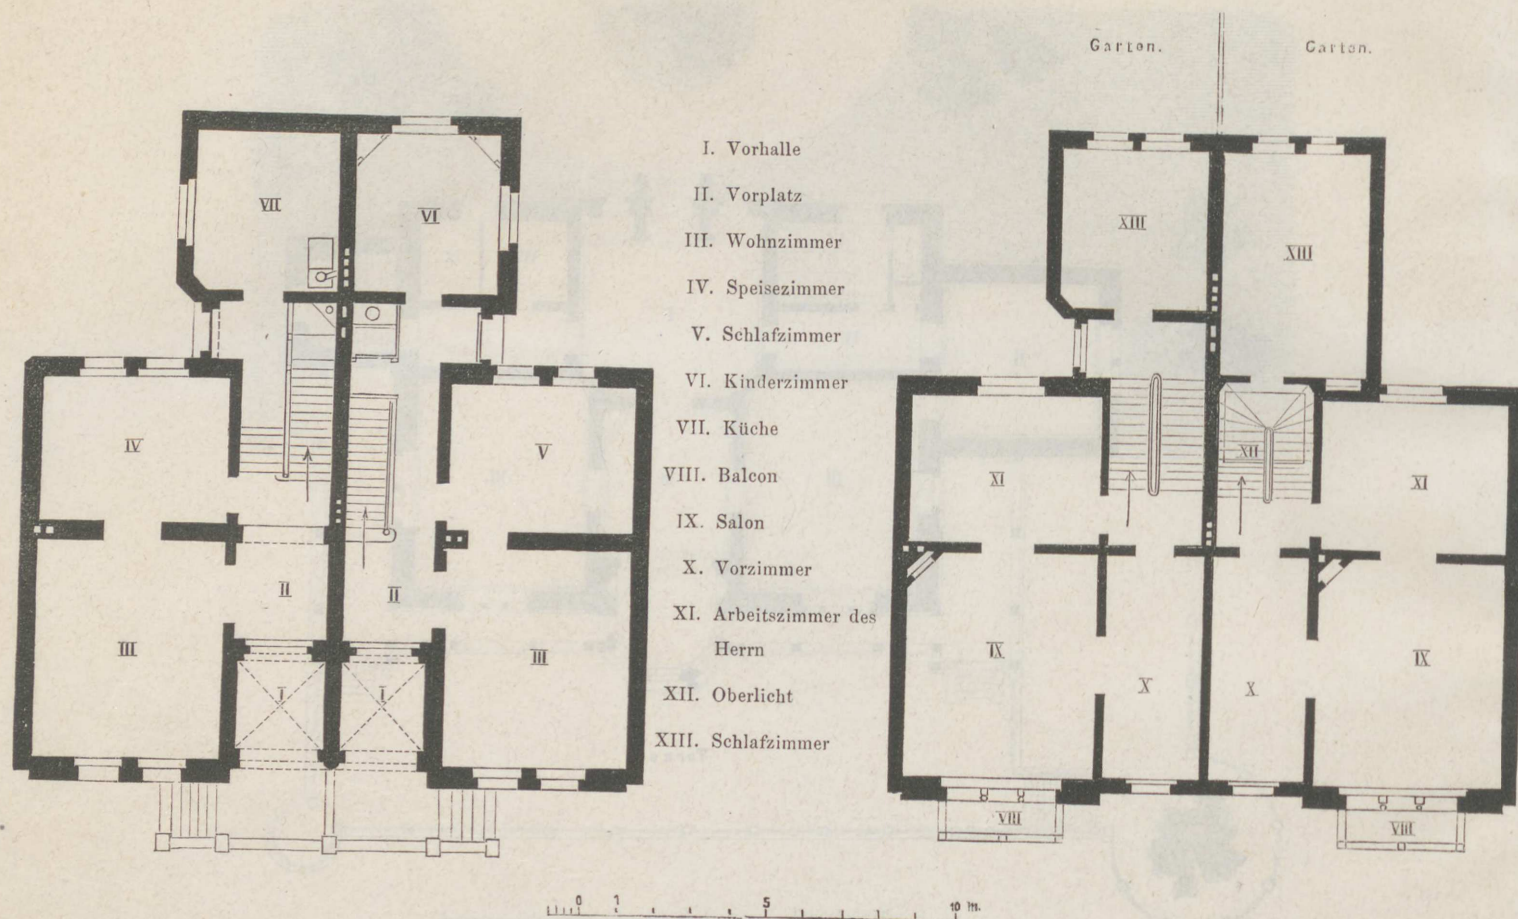 Garten.
Garten.
VII
VI
XIII
XIII
IV
V
XI
XII
XI
II
II
III
III
IX
IX
I
I
X
X
VIII
VIII
I. Vorhalle
II. Vorplatz
III. Wohnzimmer
IV. Speisezimmer
V. Schlafzimmer
VI. Kinderzimmer
VII. Küche
VIII. Balcon
IX. Salon
X. Vorzimmer
XI. Arbeitszimmer des
Herrn
XII. Oberlicht
XIII. Schlafzimmer
0 1 5 10 m.